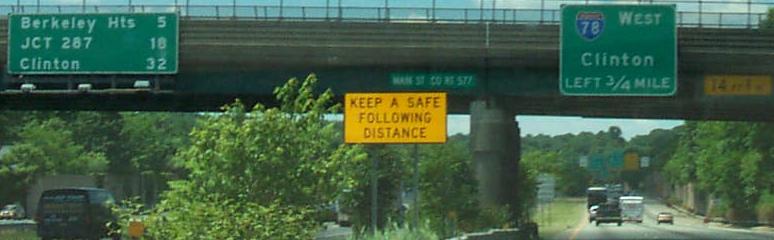 Berkeley Hts 5
JCT 287 18
Clinton 32
MAIN ST CO RT 577
KEEP A SAFE
FOLLOWING
DISTANCE
78 WEST
Clinton
LEFT 3/4 MILE